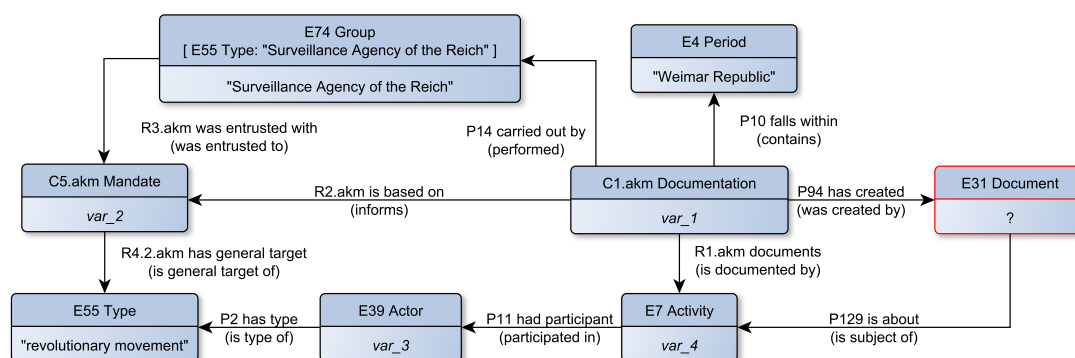 E74 Group
[ E55 Type: "Surveillance Agency of the Reich" ]
"Surveillance Agency of the Reich"
E4 Period
"Weimar Republic"
R3.akm was entrusted with
(was entrusted to)
P14 carried out by
(performed)
P10 falls within
(contains)
C5.akm Mandate
var_2
R2.akm is based on
(informs)
C1.akm Documentation
var_1
P94 has created
(was created by)
E31 Document
?
R4.2.akm has general target
(is general target of)
R1.akm documents
(is documented by)
E55 Type
"revolutionary movement"
P2 has type
(is type of)
E39 Actor
var_3
P11 had participant
(participated in)
E7 Activity
var_4
P129 is about
(is subject of)